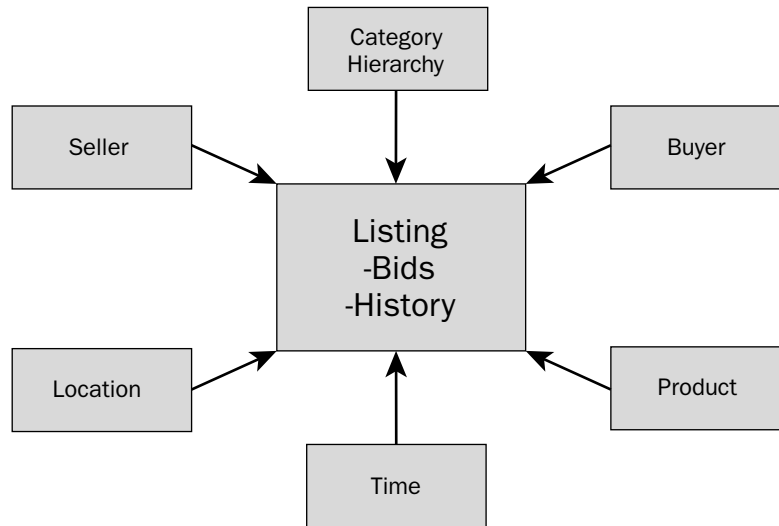 Category
Hierarchy
Seller
Buyer
Listing
-Bids
-History
Location
Product
Time